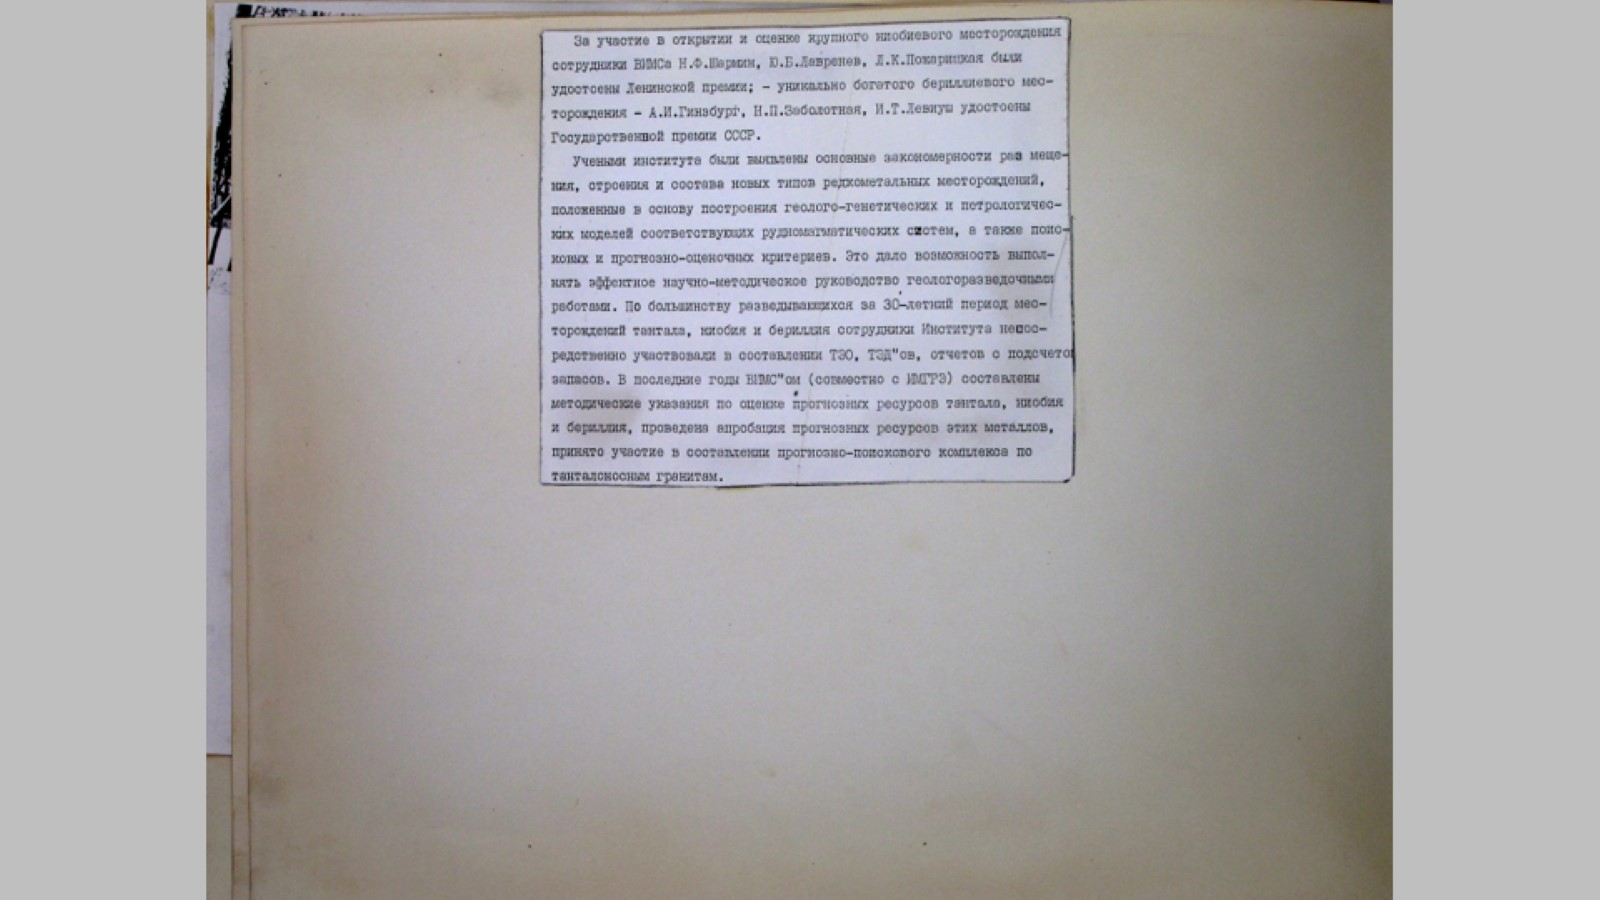 За участие в открытии и оценке крупного ниобиевого месторождения
сотрудники ВИМСа Н.Ф.Шармин, Ю.Б.Лавренев, Л.К.Пожарицкая были
удостоены Ленинской премии; - уникально богатого бериллиевого мес-
торождения - А.И.Гинзбург, Н.П.Заболотная, И.Т.Левиуш удостоены
Государственной премии СССР.
Учеными института были выявлены основные закономерности раз меще-
ния, строения и состава новых типов редкометальных месторождений,
положенные в основу построения геолого-генетических и петрологичес-
ких моделей соответствующих рудномагматических систем, а также поис-
ковых и прогнозно-оценочных критериев. Это дало возможность выпол-
нять эффектное научно-методическое руководство геологоразведочными
работами. По большинству разведывающихся за 30-летний период мес-
торождений тантала, ниобия и бериллия сотрудники Института непос-
редственно участвовали в составлении ТЭО, ТЭД"ов, отчетов с подсчето
запасов. В последние годы ВИМС"ом (совместно с ИМГРЭ) составлены
методические указания по оценке прогнозных ресурсов тантала, ниобия
и бериллия, проведена апробация прогнозных ресурсов этих металлов,
принято участие в составлении прогнозно-поискового комплекса по
танталоносным гранитам.